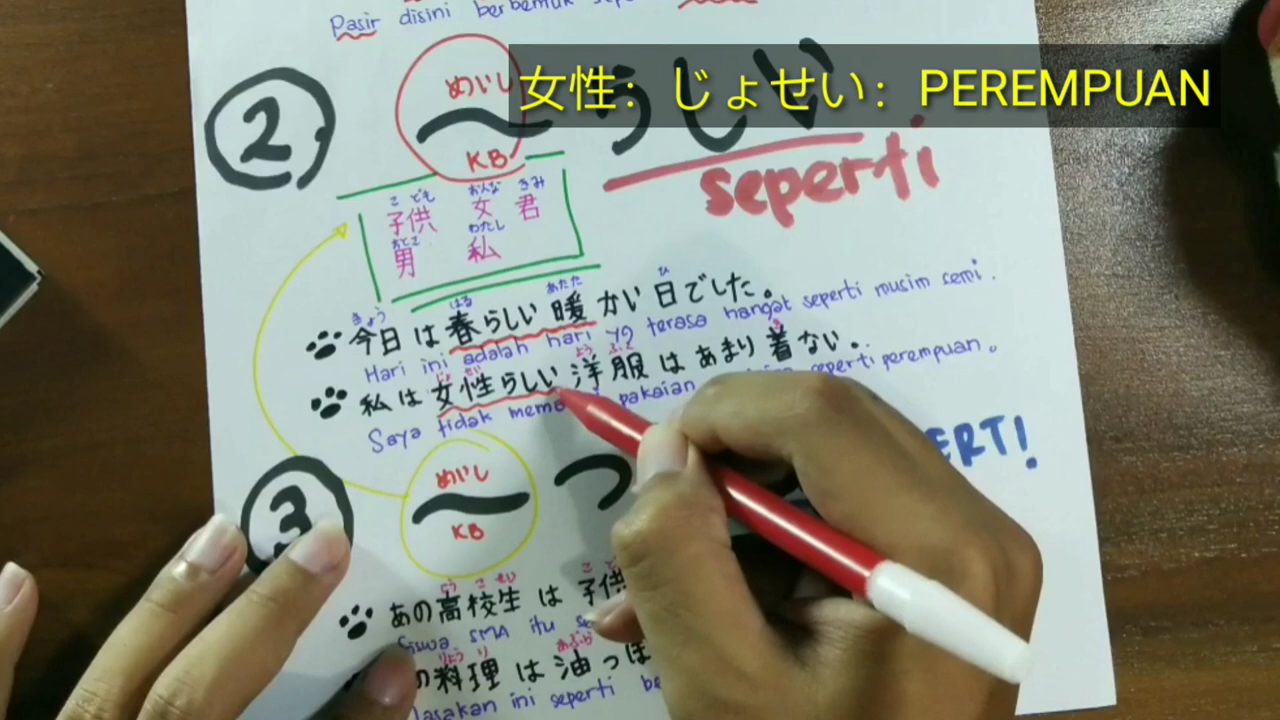 Pasir disini berbentuk
女性：じょせい：PEREMPUAN
2 めいし 〜 らしい
KB
seperti
こ ども おんな きみ
子供 女 君
おとこ わたし
男 私
きょう はる あたた ひ
今日は春らしい暖かい日でした。
Hari ini adalah hari yg terasa hangat seperti musim semi.
じょ せい よう ふく き
私は女性らしい洋服はあまり着ない。
Saya tidak pakaian seperti perempuan.
3 めいし 〜 つ
KB
ERTI!
こう こ せい こ
あの高校生は子供
Siswa SMA itu
りょう り あぶら
の料理は油っぽ
asakan ini seperti